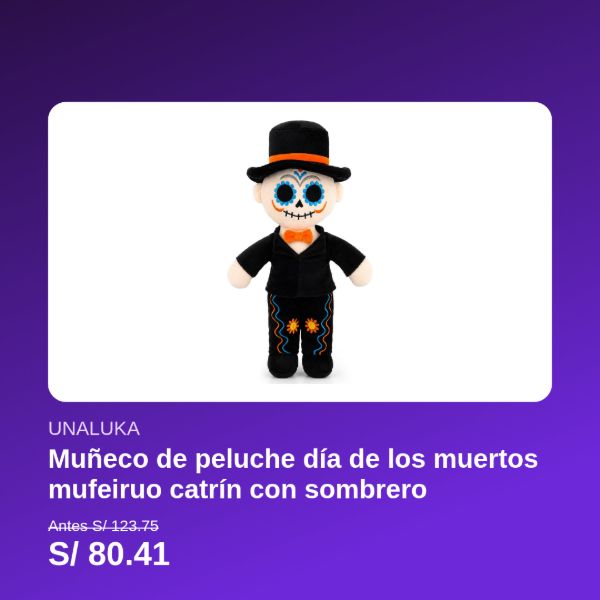 UNALUKA
Muñeco de peluche día de los muertos
mufeiruo catrín con sombrero
Antes S/ 123.75
S/ 80.41